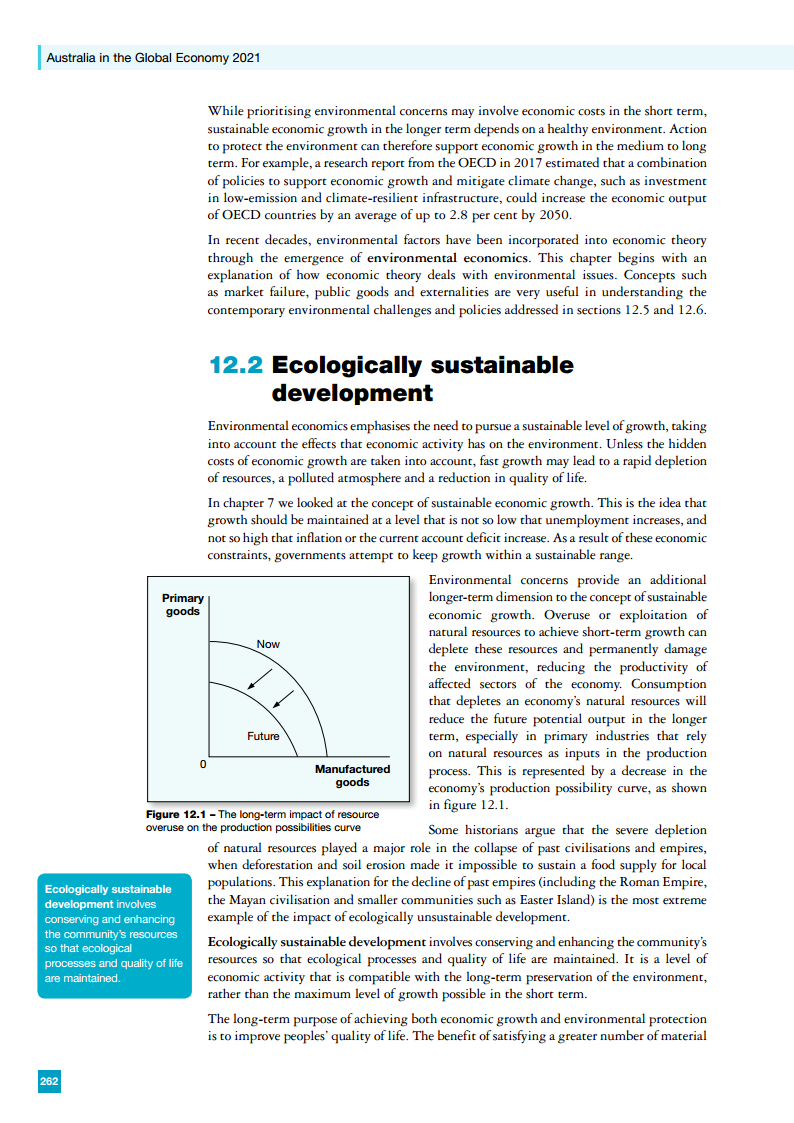 Australia in the Global Economy 2021
While prioritising environmental concerns may involve economic costs in the short term,
sustainable economic growth in the longer term depends on a healthy environment. Action
to protect the environment can therefore support economic growth in the medium to long
term. For example, a research report from the OECD in 2017 estimated that a combination
of policies to support economic growth and mitigate climate change, such as investment
in low-emission and climate-resilient infrastructure, could increase the economic output
of OECD countries by an average of up to 2.8 per cent by 2050.
In recent decades, environmental factors have been incorporated into economic theory
through the emergence of environmental economics. This chapter begins with an
explanation of how economic theory deals with environmental issues. Concepts such
as market failure, public goods and externalities are very useful in understanding the
contemporary environmental challenges and policies addressed in sections 12.5 and 12.6.
12.2 Ecologically sustainable
development
Environmental economics emphasises the need to pursue a sustainable level of growth, taking
into account the effects that economic activity has on the environment. Unless the hidden
costs of economic growth are taken into account, fast growth may lead to a rapid depletion
of resources, a polluted atmosphere and a reduction in quality of life.
In chapter 7 we looked at the concept of sustainable economic growth. This is the idea that
growth should be maintained at a level that is not so low that unemployment increases, and
not so high that inflation or the current account deficit increase. As a result of these economic
constraints, governments attempt to keep growth within a sustainable range.
Primary
goods
Now
Future
0
Manufactured
goods
Figure 12.1 – The long-term impact of resource
overuse on the production possibilities curve
Environmental concerns provide an additional
longer-term dimension to the concept of sustainable
economic growth. Overuse or exploitation of
natural resources to achieve short-term growth can
deplete these resources and permanently damage
the environment, reducing the productivity of
affected sectors of the economy. Consumption
that depletes an economy's natural resources will
reduce the future potential output in the longer
term, especially in primary industries that rely
on natural resources as inputs in the production
process. This is represented by a decrease in the
economy's production possibility curve, as shown
in figure 12.1.
Some historians argue that the severe depletion
of natural resources played a major role in the collapse of past civilisations and empires,
when deforestation and soil erosion made it impossible to sustain a food supply for local
populations. This explanation for the decline of past empires (including the Roman Empire,
the Mayan civilisation and smaller communities such as Easter Island) is the most extreme
example of the impact of ecologically unsustainable development.
Ecologically sustainable
development involves
conserving and enhancing
the community's resources
so that ecological
processes and quality of life
are maintained.
Ecologically sustainable development involves conserving and enhancing the community's
resources so that ecological processes and quality of life are maintained. It is a level of
economic activity that is compatible with the long-term preservation of the environment,
rather than the maximum level of growth possible in the short term.
The long-term purpose of achieving both economic growth and environmental protection
is to improve peoples' quality of life. The benefit of satisfying a greater number of material
262